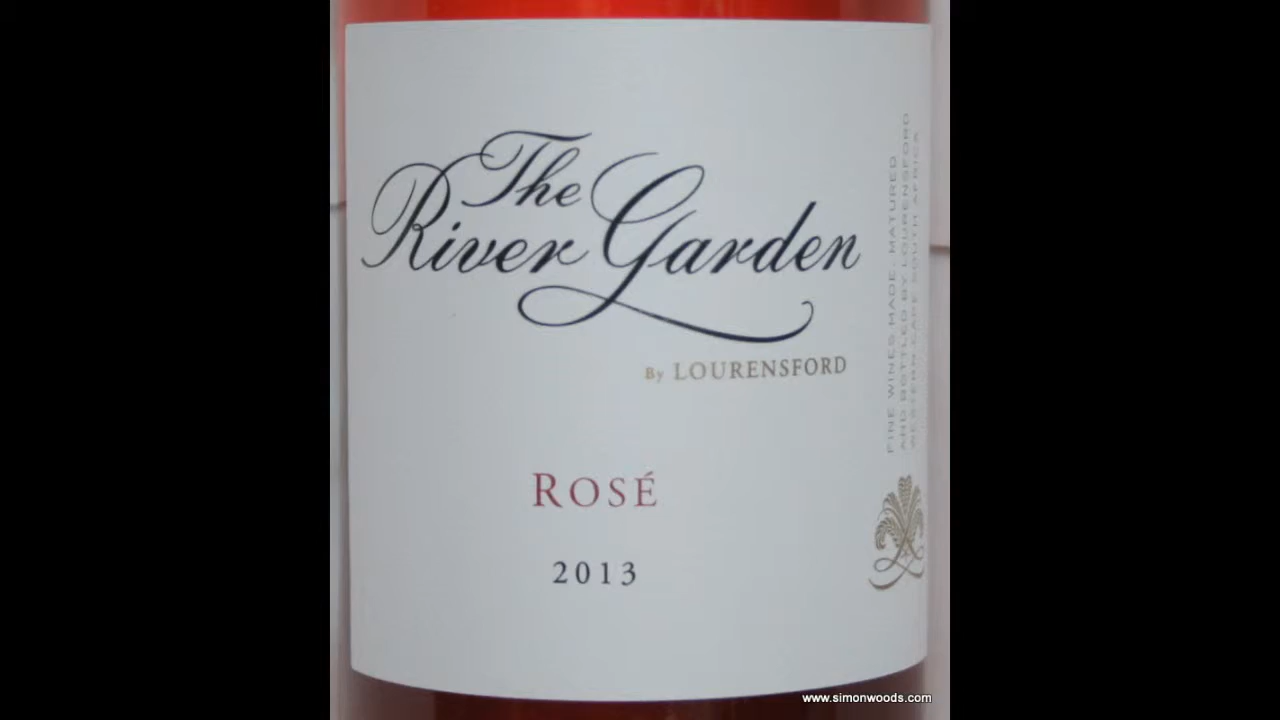 The
River Garden
By LOURENSFORD
ROSÉ
2013
FINE WINES MADE, MATURED
AND BOTTLED BY LOURENSFORD
WESTERN CAPE SOUTH AFRICA
www.simonwoods.com